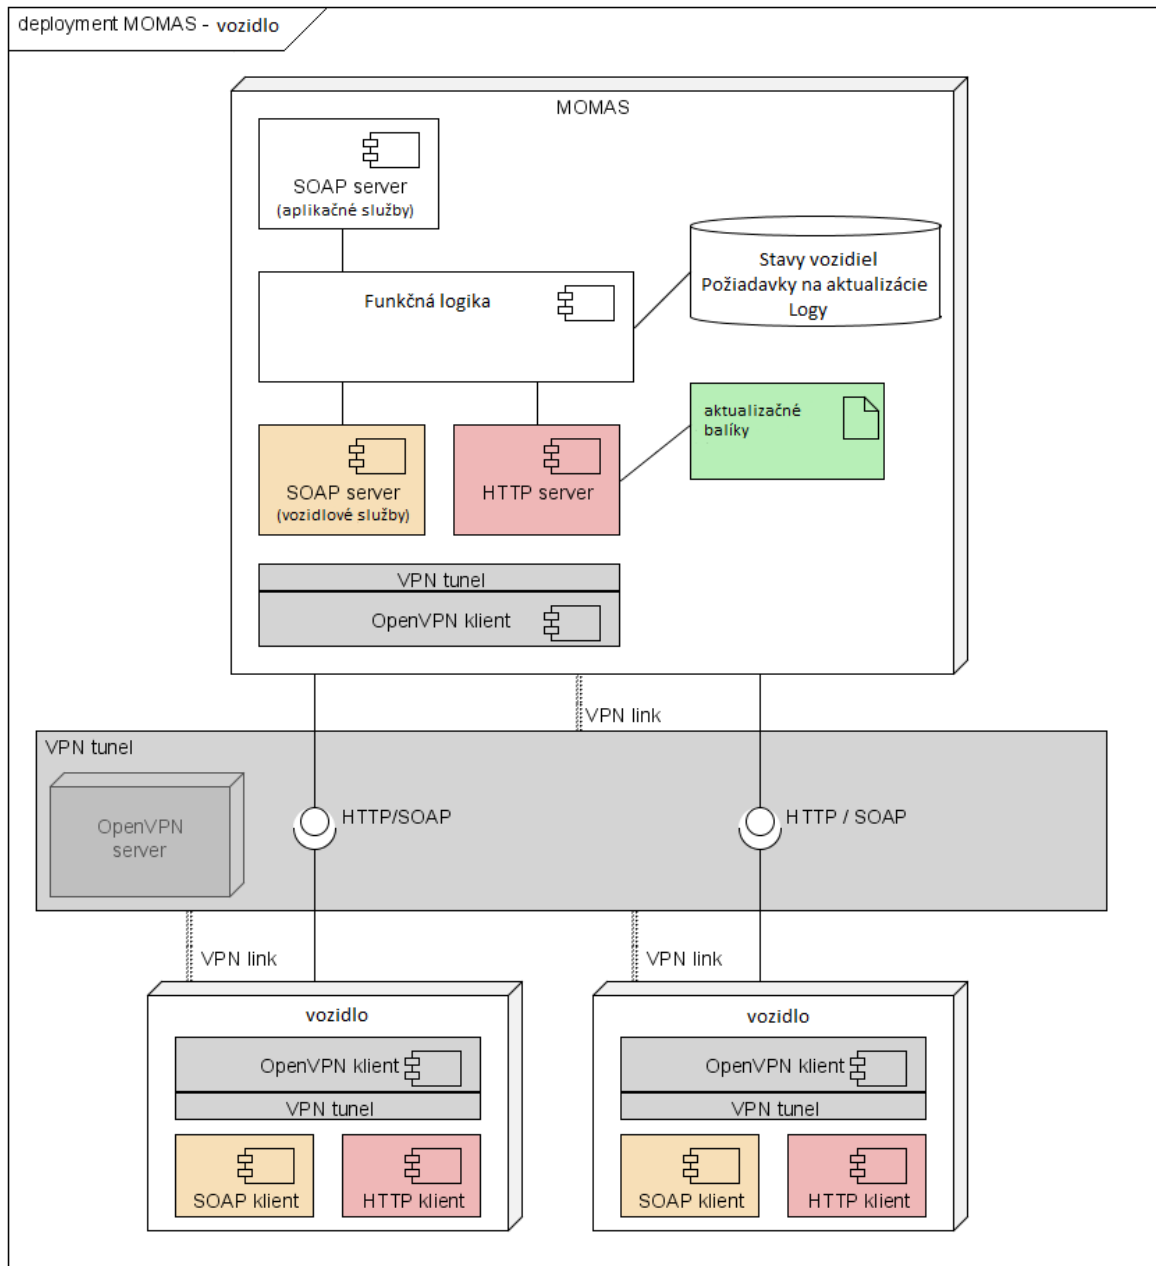 deployment MOMAS - vozidlo
MOMAS
SOAP server
(aplikačné služby)
Stavy vozidiel
Požiadavky na aktualizácie
Logy
Funkčná logika
aktualizačné
balíky
SOAP server
(vozidlové služby)
HTTP server
VPN tunel
OpenVPN klient
VPN link
VPN tunel
OpenVPN
server
HTTP/SOAP
HTTP / SOAP
VPN link
VPN link
vozidlo
OpenVPN klient
VPN tunel
SOAP klient
HTTP klient
vozidlo
OpenVPN klient
VPN tunel
SOAP klient
HTTP klient